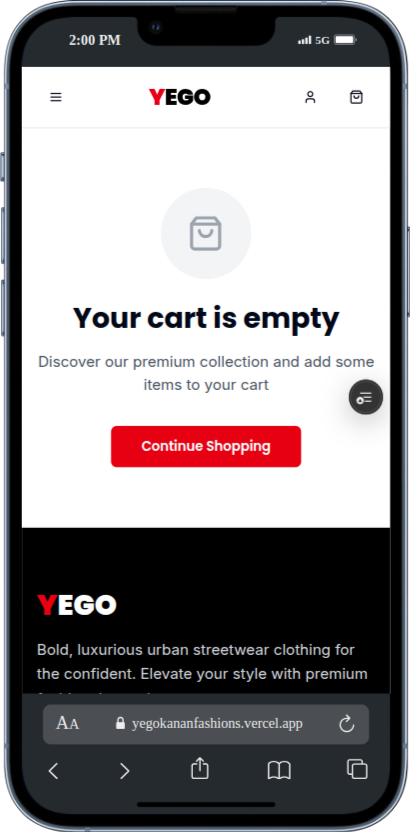 2:00 PM 5G
YEGO
Your cart is empty
Discover our premium collection and add some
items to your cart
Continue Shopping
YEGO
Bold, luxurious urban streetwear clothing for
the confident. Elevate your style with premium
AA yegokananfashions.vercel.app